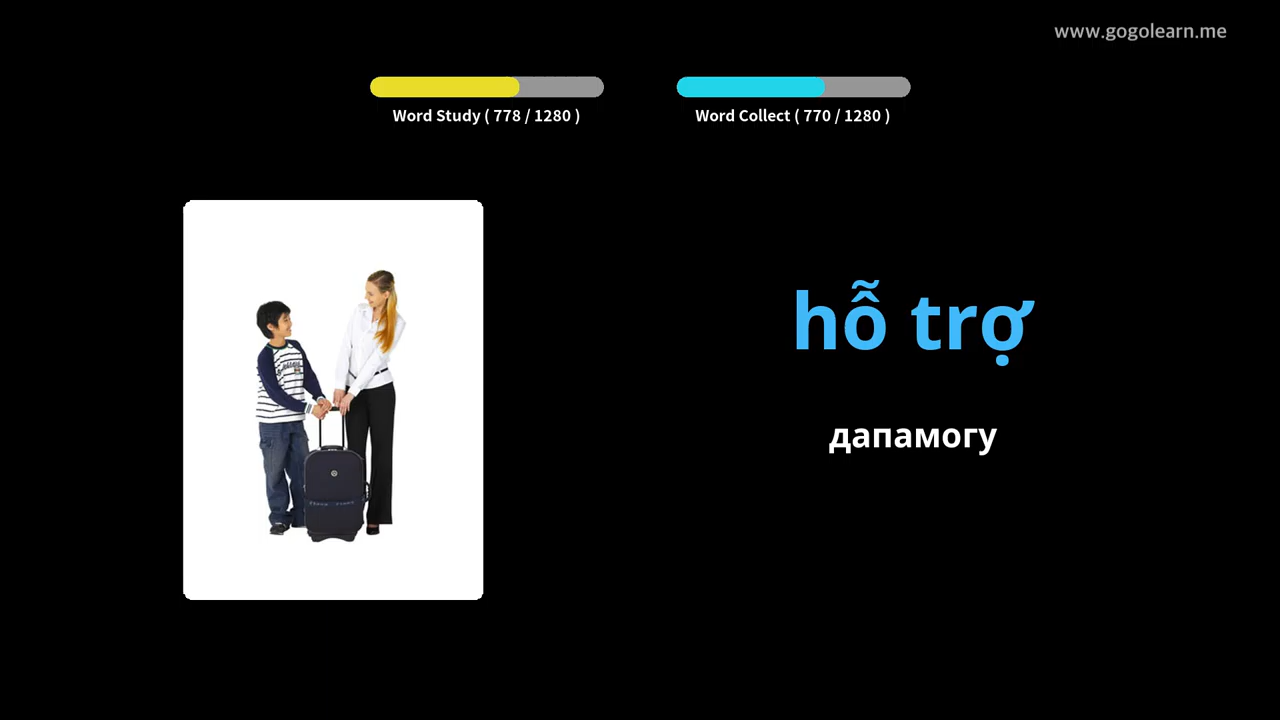 www.gogolearn.me
Word Study ( 778 / 1280 )
Word Collect ( 770 / 1280 )
hỗ trợ
дапамогу